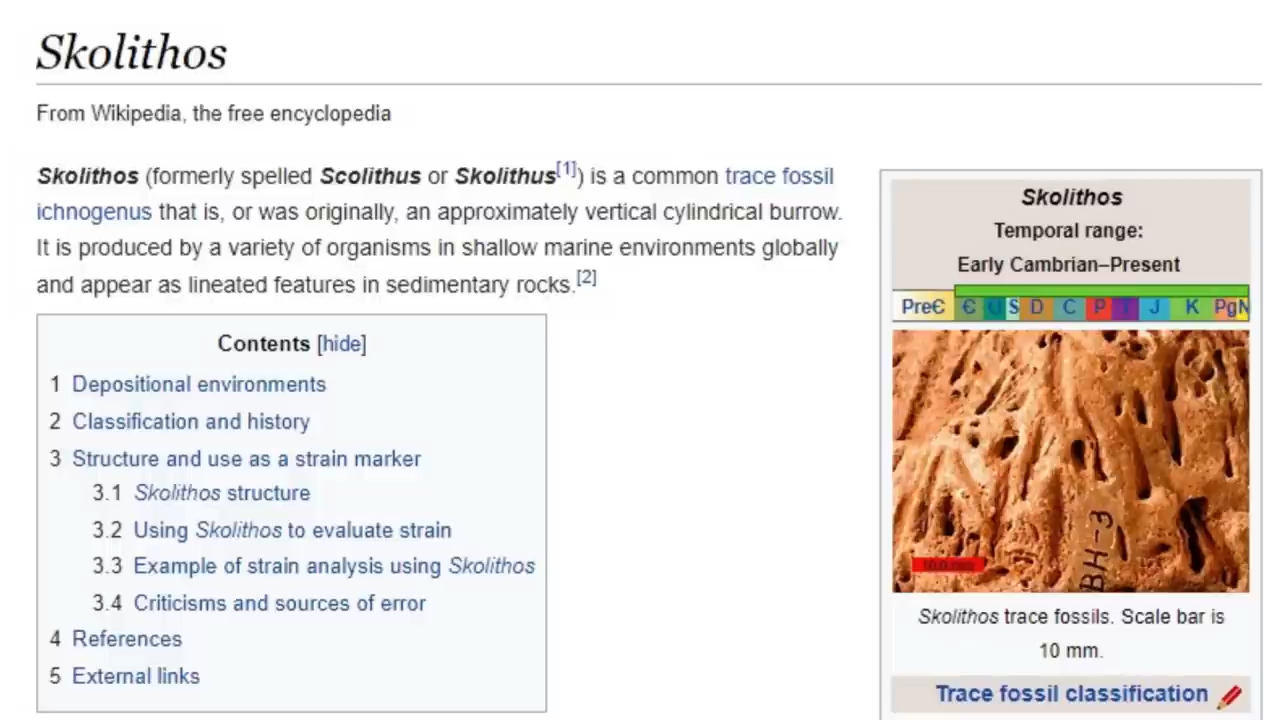 Skolithos
From Wikipedia, the free encyclopedia
Skolithos (formerly spelled Scolithus or Skolithus[1]) is a common trace fossil
ichnogenus that is, or was originally, an approximately vertical cylindrical burrow.
It is produced by a variety of organisms in shallow marine environments globally
and appear as lineated features in sedimentary rocks.[2]
Contents [hide]
1 Depositional environments
2 Classification and history
3 Structure and use as a strain marker
3.1 Skolithos structure
3.2 Using Skolithos to evaluate strain
3.3 Example of strain analysis using Skolithos
3.4 Criticisms and sources of error
4 References
5 External links
Skolithos
Temporal range:
Early Cambrian–Present
PreЄ Є O S D C P T J K Pg N
BH-3
10.0 mm
Skolithos trace fossils. Scale bar is
10 mm.
Trace fossil classification